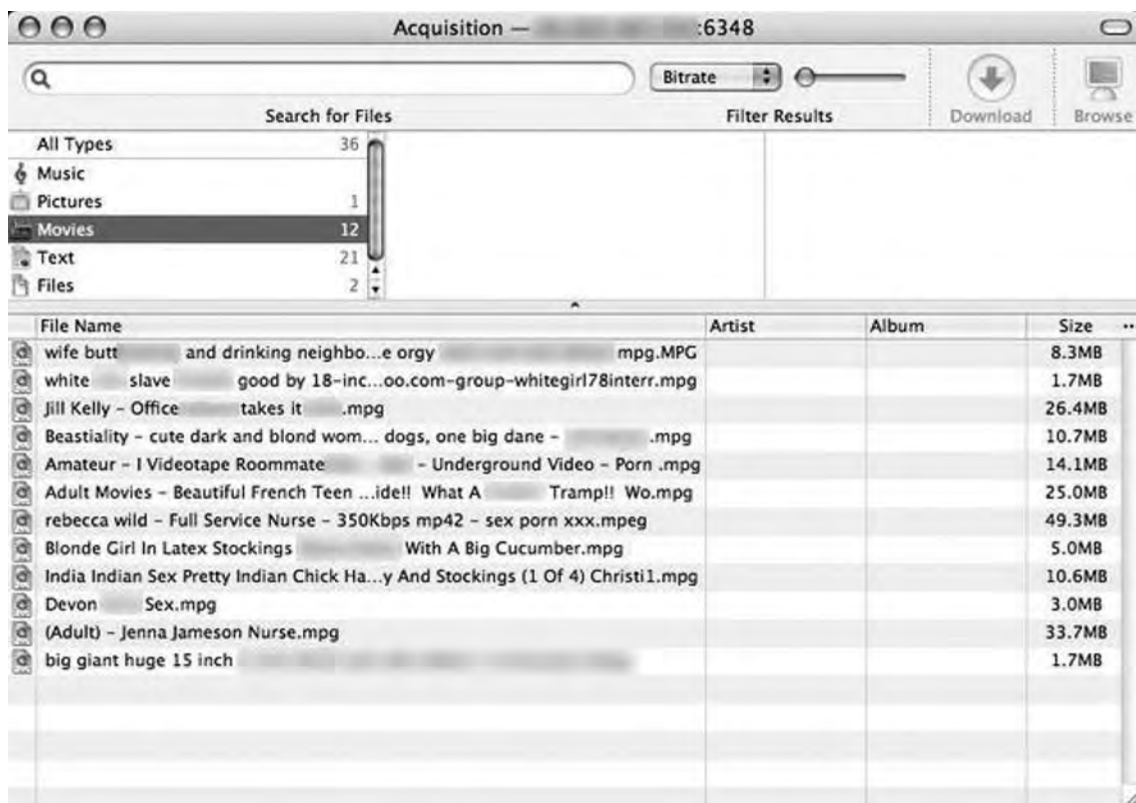 Acquisition — :6348
Bitrate
Search for Files
Filter Results
Download
Browse
All Types 36
Music
Pictures 1
Movies 12
Text 21
Files 2
File Name Artist Album Size
wife butt and drinking neighbo...e orgy mpg.MPG 8.3MB
white slave good by 18-inc...oo.com-group-whitegirl78interr.mpg 1.7MB
Jill Kelly - Office takes it .mpg 26.4MB
Beastiality - cute dark and blond wom... dogs, one big dane - .mpg 10.7MB
Amateur - I Videotape Roommate - Underground Video - Porn .mpg 14.1MB
Adult Movies - Beautiful French Teen ...ide!! What A Tramp!! Wo.mpg 25.0MB
rebecca wild - Full Service Nurse - 350Kbps mp42 - sex porn xxx.mpeg 49.3MB
Blonde Girl In Latex Stockings With A Big Cucumber.mpg 5.0MB
India Indian Sex Pretty Indian Chick Ha...y And Stockings (1 Of 4) Christi1.mpg 10.6MB
Devon Sex.mpg 3.0MB
(Adult) - Jenna Jameson Nurse.mpg 33.7MB
big giant huge 15 inch 1.7MB